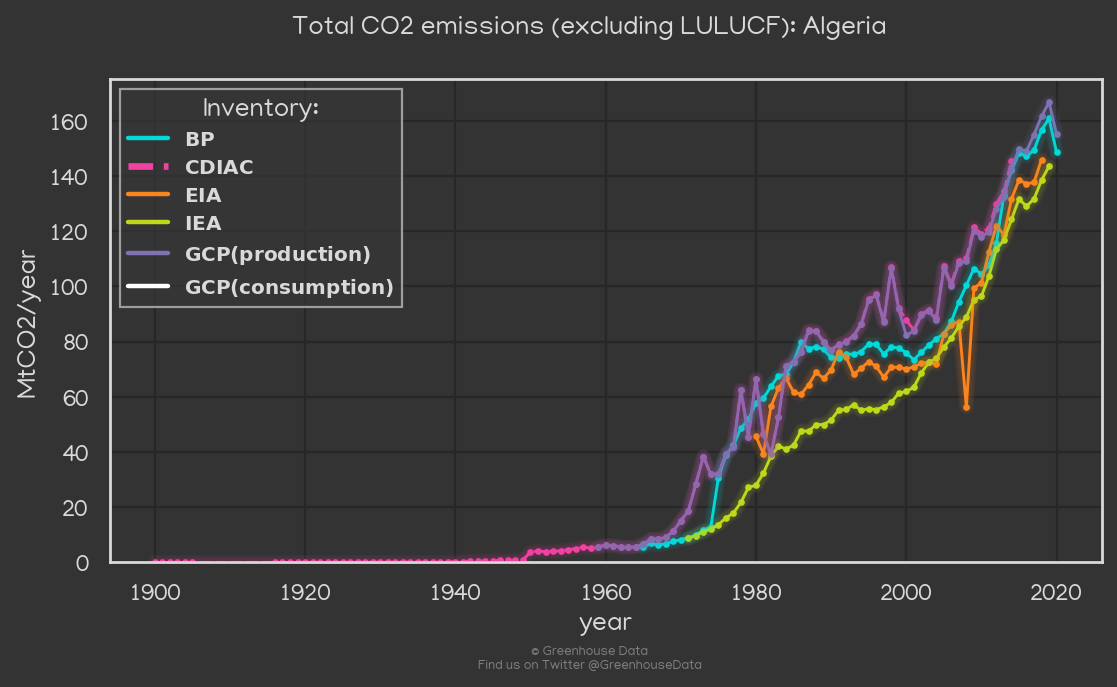 Total CO2 emissions (excluding LULUCF): Algeria
MtCO2/year
160
140
120
100
80
60
40
20
0
Inventory:
BP
CDIAC
EIA
IEA
GCP(production)
GCP(consumption)
1900 1920 1940 1960 1980 2000 2020
year
© Greenhouse Data
Find us on Twitter @GreenhouseData